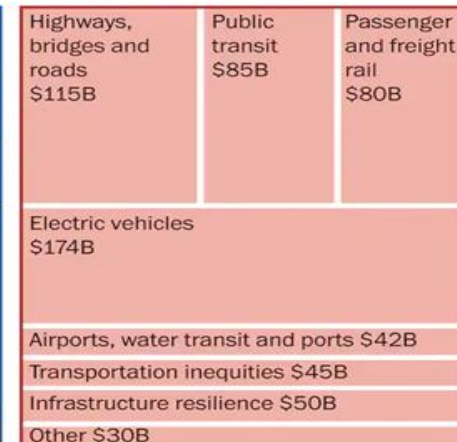 Highways,
bridges and
roads
$115B
Public
transit
$85B
Passenger
and freight
rail
$80B
Electric vehicles
$174B
Airports, water transit and ports $42B
Transportation inequities $45B
Infrastructure resilience $50B
Other $30B